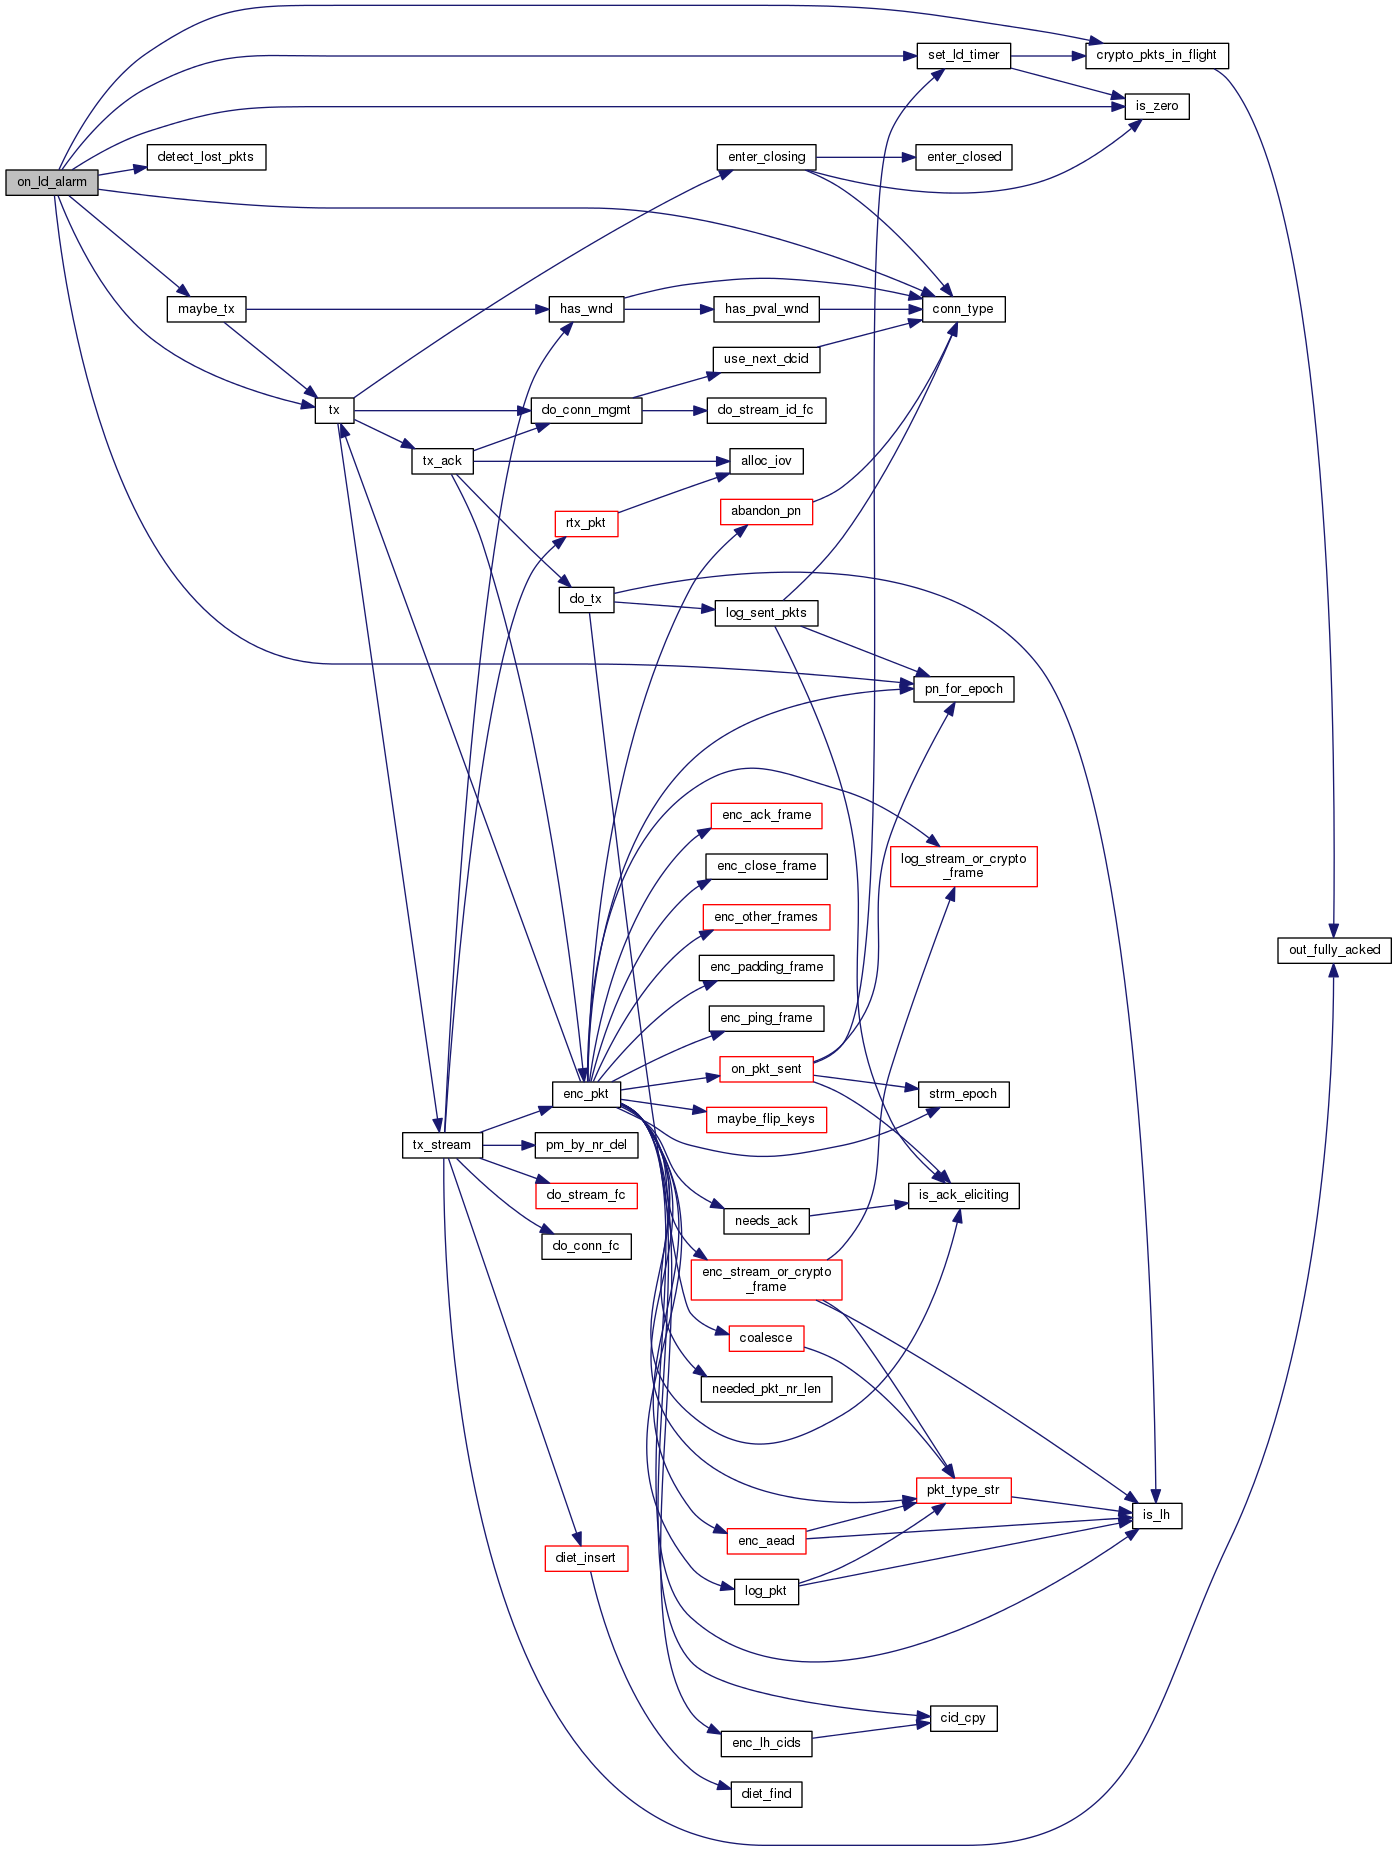 on_ld_alarm
crypto_pkts_in_flight
set_ld_timer
is_zero
detect_lost_pkts
enter_closing
enter_closed
maybe_tx
has_wnd
has_pval_wnd
conn_type
use_next_dcid
tx
do_conn_mgmt
do_stream_id_fc
tx_ack
alloc_iov
abandon_pn
rtx_pkt
do_tx
log_sent_pkts
pn_for_epoch
enc_ack_frame
log_stream_or_crypto
_frame
enc_close_frame
enc_other_frames
out_fully_acked
enc_padding_frame
enc_ping_frame
on_pkt_sent
enc_pkt
strm_epoch
maybe_flip_keys
tx_stream
pm_by_nr_del
do_stream_fc
is_ack_eliciting
needs_ack
do_conn_fc
enc_stream_or_crypto
_frame
coalesce
needed_pkt_nr_len
pkt_type_str
is_lh
enc_aead
diet_insert
log_pkt
cid_cpy
enc_lh_cids
diet_find